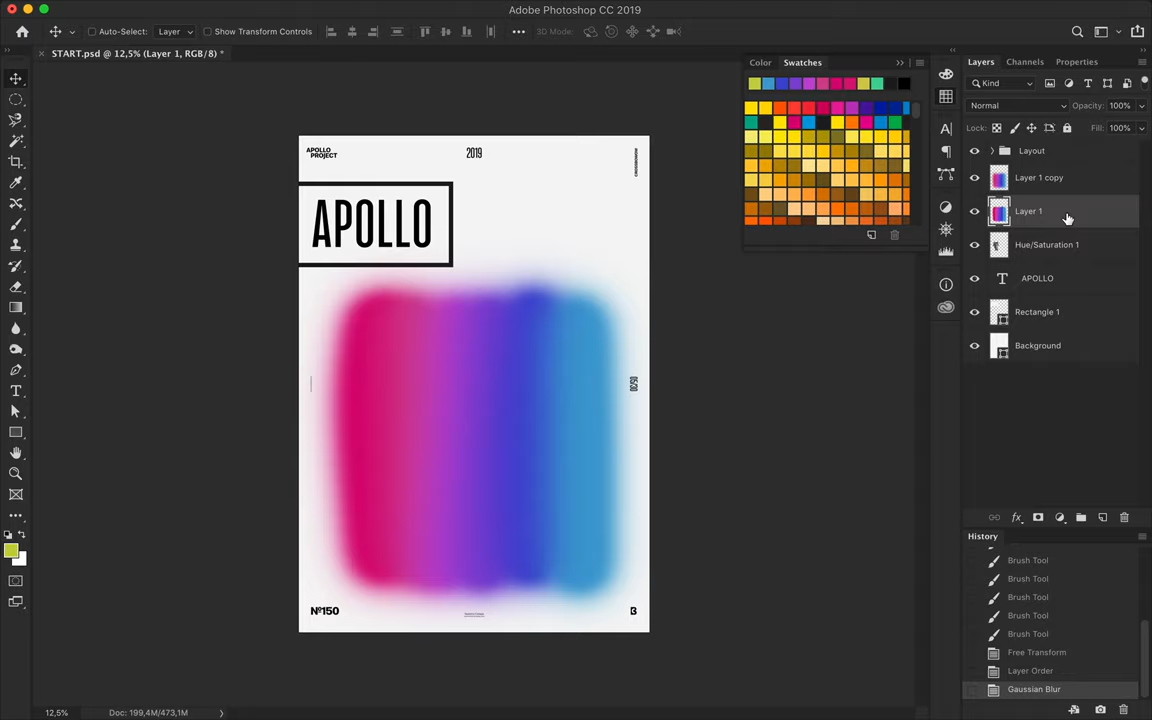 Adobe Photoshop CC 2019
Auto-Select: Layer Show Transform Controls 3D Mode:
START.psd @ 12,5% (Layer 1, RGB/8) *
Color Swatches
Layers Channels Properties
Kind
Normal Opacity: 100%
Lock: Fill: 100%
Layout
Layer 1 copy
Layer 1
Hue/Saturation 1
APOLLO
Rectangle 1
Background
APOLLO
PROJECT
2019
APOLLO
05/30
Nº150
B
History
Brush Tool
Brush Tool
Brush Tool
Brush Tool
Brush Tool
Free Transform
Layer Order
Gaussian Blur
12,5% Doc: 199,4M/473,1M